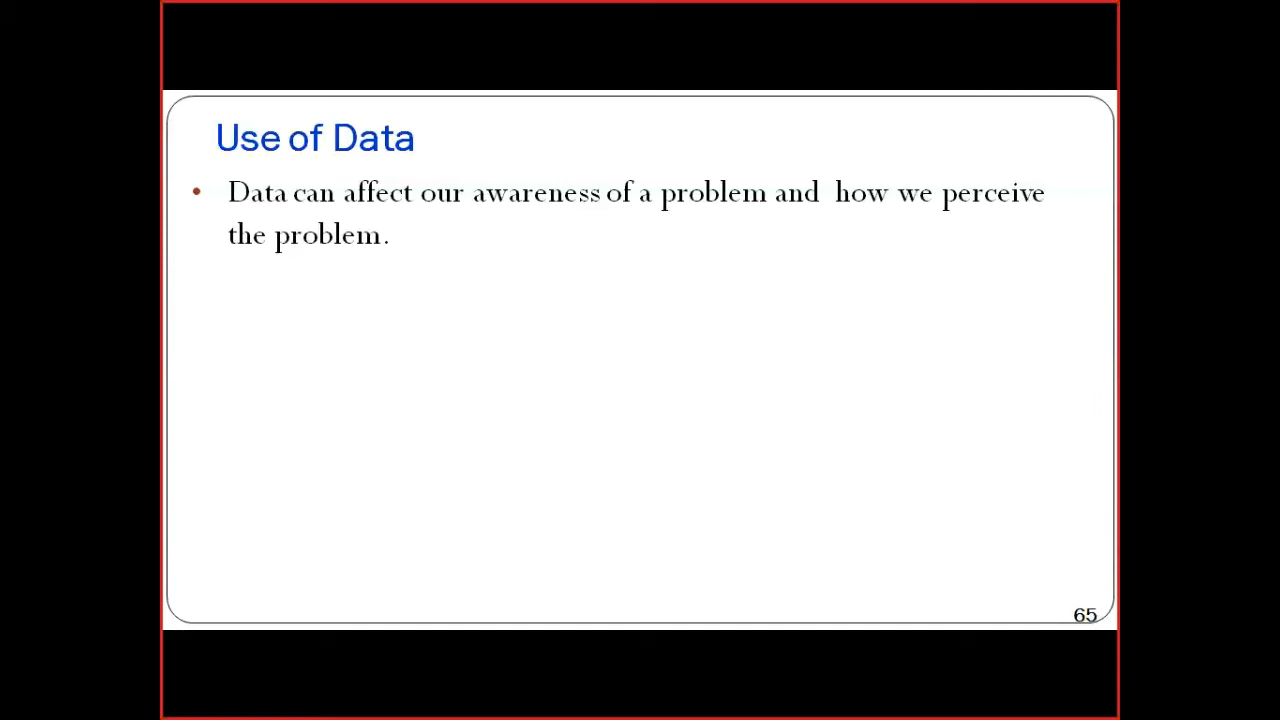 Use of Data
• Data can affect our awareness of a problem and how we perceive
the problem.
65